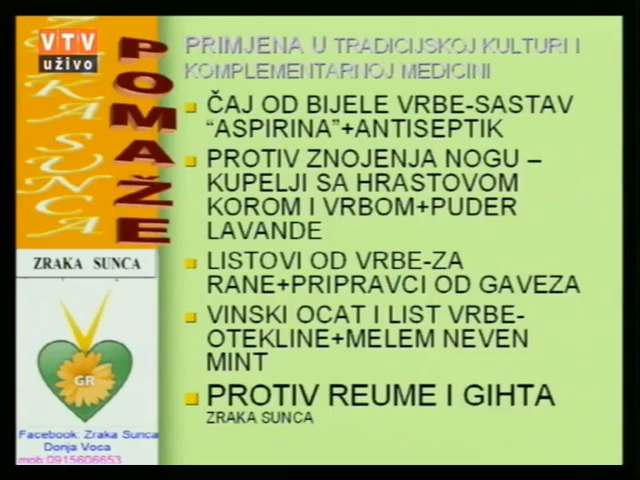 VTV
uživo
ZRAKA SUNCA
POMAŽE
PRIMJENA U TRADICIJSKOJ KULTURI I
KOMPLEMENTARNOJ MEDICINI
ČAJ OD BIJELE VRBE-SASTAV
“ASPIRINA”+ANTISEPTIK
PROTIV ZNOJENJA NOGU –
KUPELJI SA HRASTOVOM
KOROM I VRBOM+PUDER
LAVANDE
LISTOVI OD VRBE-ZA
RANE+PRIPRAVCI OD GAVEZA
VINSKI OCAT I LIST VRBE-
OTEKLINE+MELEM NEVEN
MINT
PROTIV REUME I GIHTA
ZRAKA SUNCA
ZRAKA SUNCA
GR
Facebook: Zraka Sunca
Donja Voca
mob:0915606653